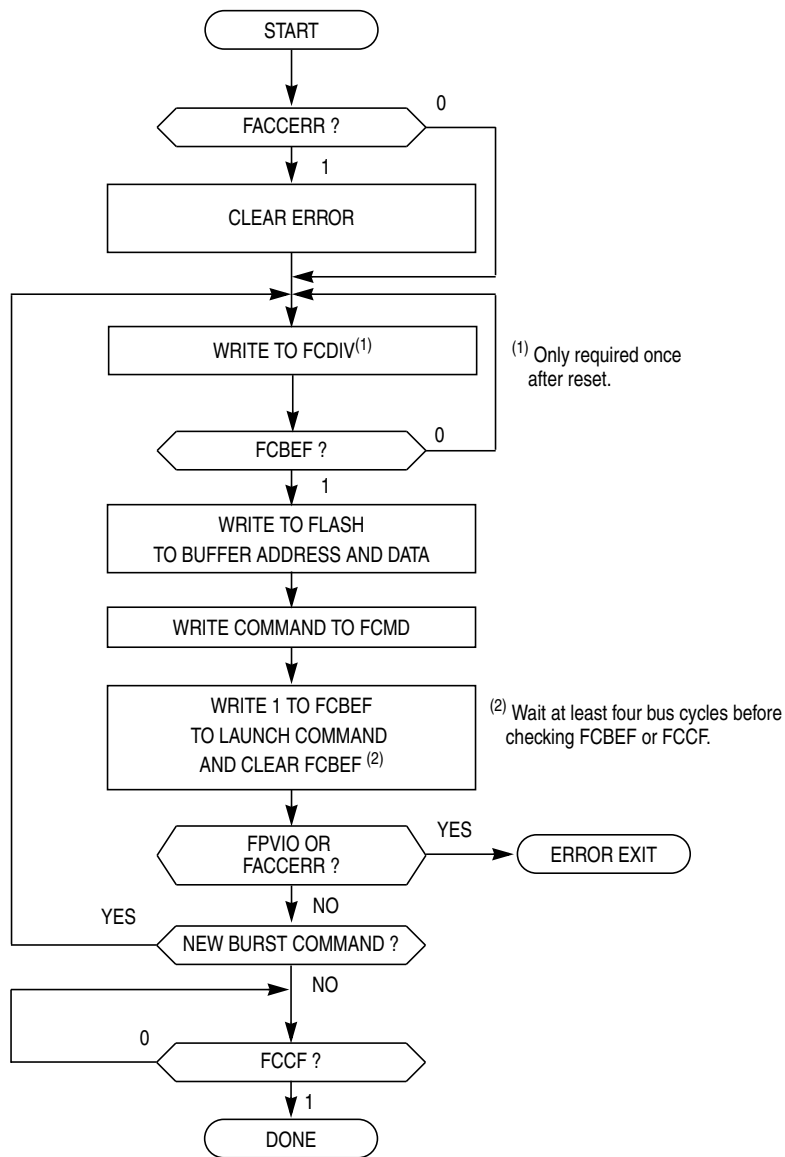 START
0
FACCERR ?
1
CLEAR ERROR
WRITE TO FCDIV(1)
(1) Only required once
after reset.
0
FCBEF ?
1
WRITE TO FLASH
TO BUFFER ADDRESS AND DATA
WRITE COMMAND TO FCMD
WRITE 1 TO FCBEF
TO LAUNCH COMMAND
AND CLEAR FCBEF (2)
(2) Wait at least four bus cycles before
checking FCBEF or FCCF.
FPVIO OR
FACCERR ?
YES
ERROR EXIT
NO
YES
NEW BURST COMMAND ?
NO
0
FCCF ?
1
DONE